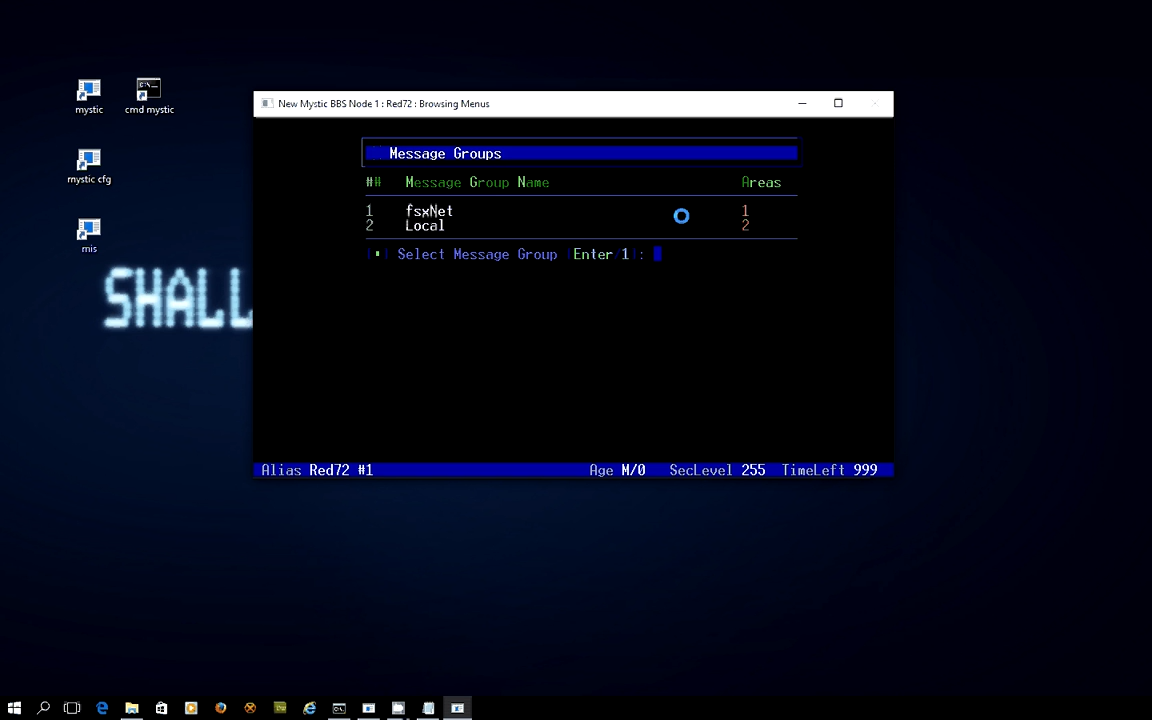 mystic
cmd mystic
mystic cfg
mis
SHALL
New Mystic BBS Node 1 : Red72 : Browsing Menus
Message Groups
## Message Group Name Areas
1 fsxNet 1
2 Local 2
Select Message Group (Enter 1): 
Alias Red72 #1 Age M/0 SecLevel 255 TimeLeft 999